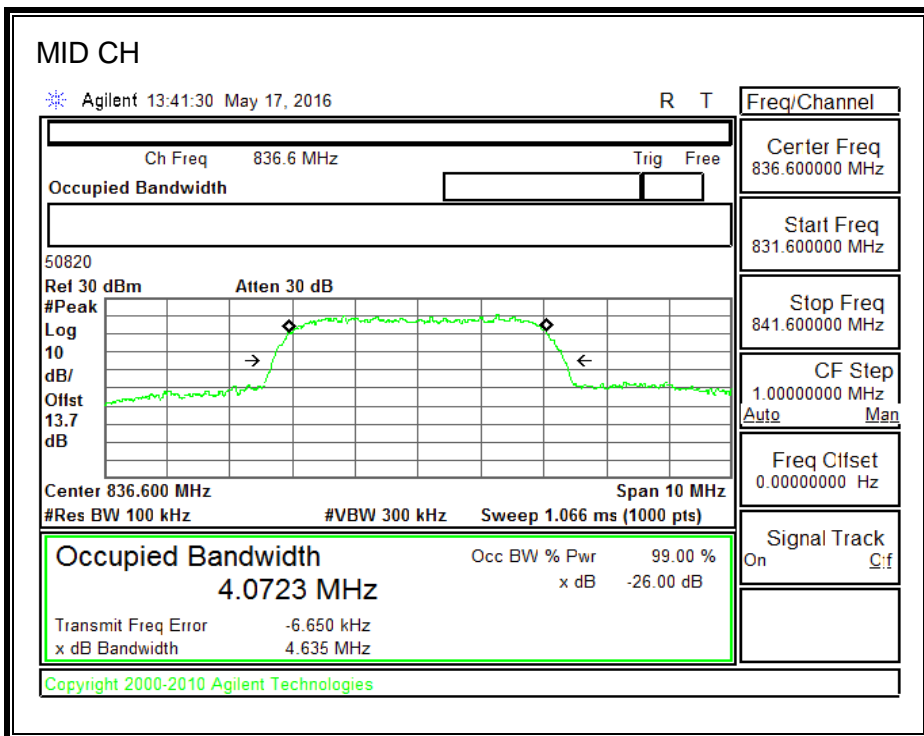 MID CH
Agilent 13:41:30 May 17, 2016 R T
Freq/Channel
Ch Freq 836.6 MHz Trig Free
Occupied Bandwidth
Center Freq
836.600000 MHz
Start Freq
831.600000 MHz
Stop Freq
841.600000 MHz
CF Step
1.00000000 MHz
Auto Man
Freq Offset
0.00000000 Hz
Signal Track
On Off
50820
Ref 30 dBm Atten 30 dB
#Peak
Log
10
dB/
Offst
13.7
dB
Center 836.600 MHz Span 10 MHz
#Res BW 100 kHz #VBW 300 kHz Sweep 1.066 ms (1000 pts)
Occupied Bandwidth Occ BW % Pwr 99.00 %
4.0723 MHz x dB -26.00 dB
Transmit Freq Error -6.650 kHz
x dB Bandwidth 4.635 MHz
Copyright 2000-2010 Agilent Technologies